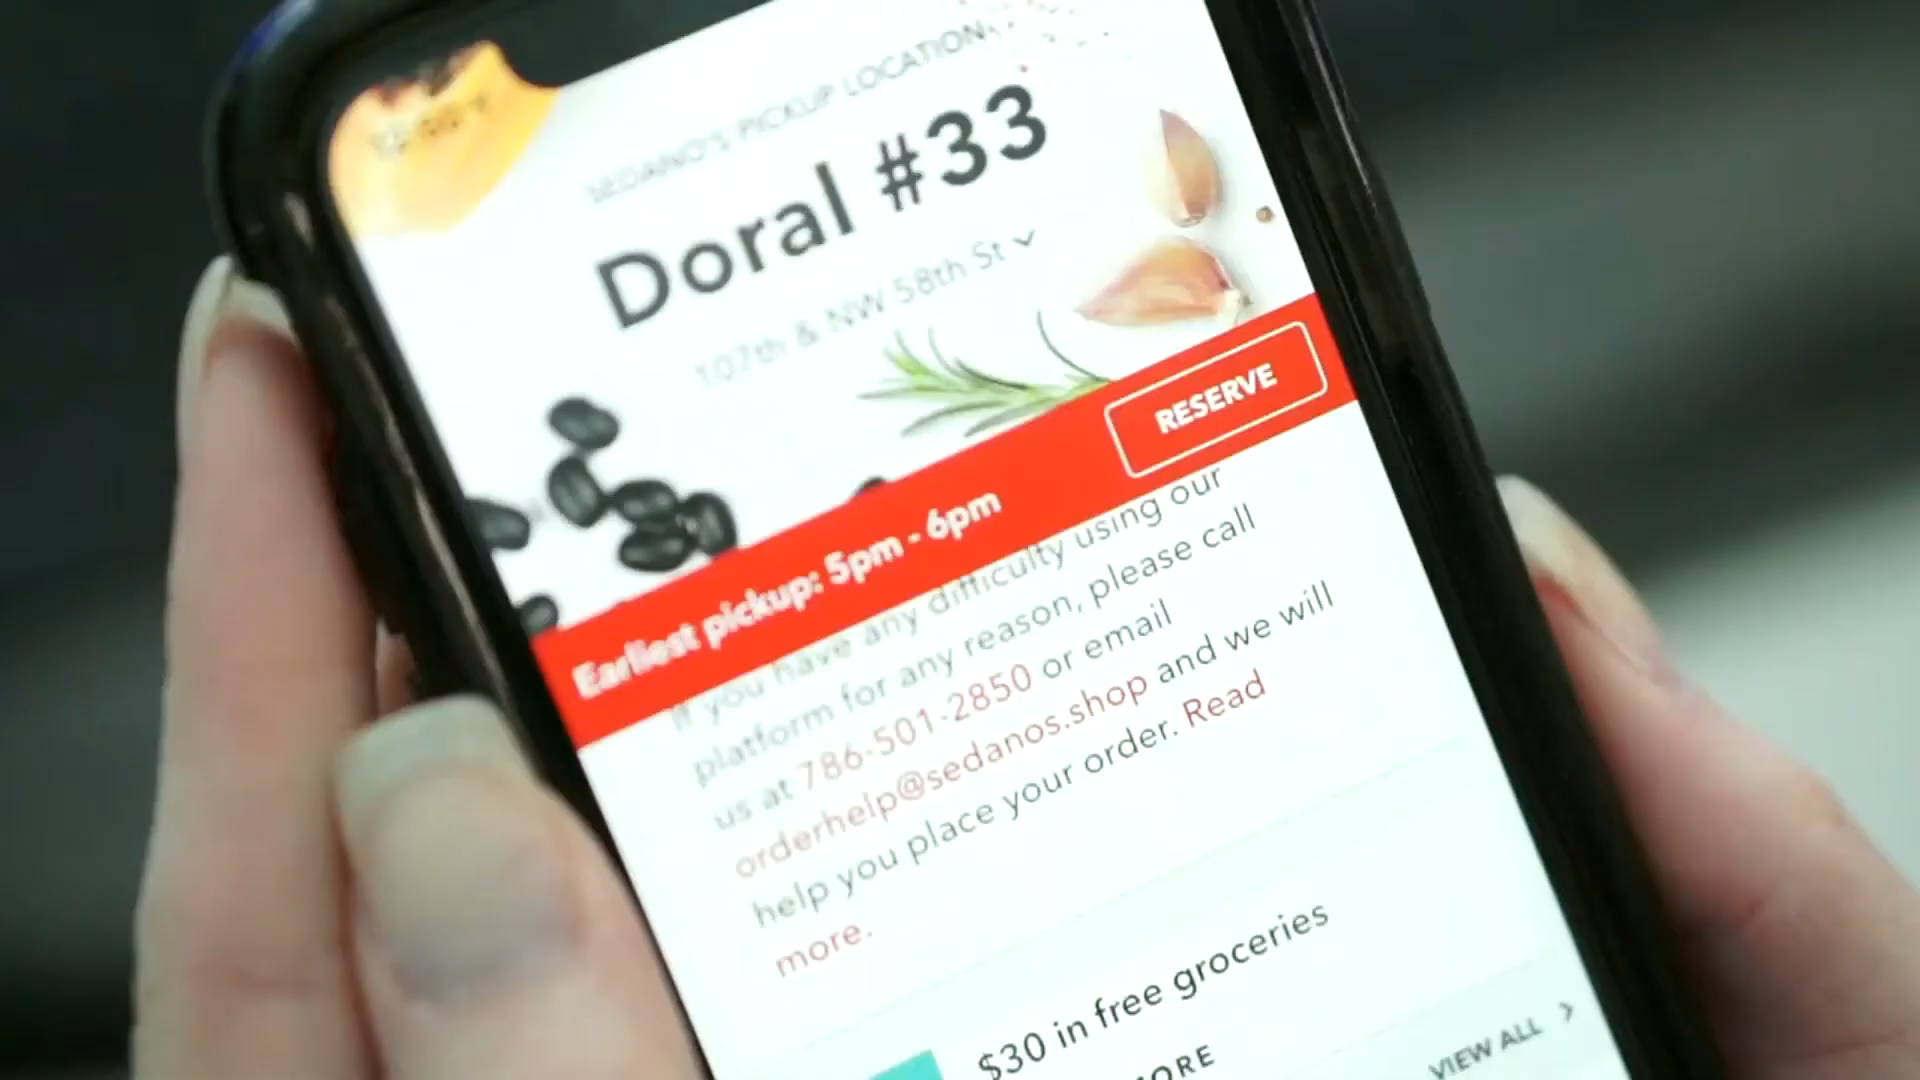 SEDANO'S PICKUP LOCATION:
Doral #33
107th & NW 58th St
Earliest pickup: 5pm - 6pm
RESERVE
If you have any difficulty using our
platform for any reason, please call
us at 786-501-2850 or email
orderhelp@sedanos.shop and we will
help you place your order. Read
more.
$30 in free groceries
VIEW ALL >